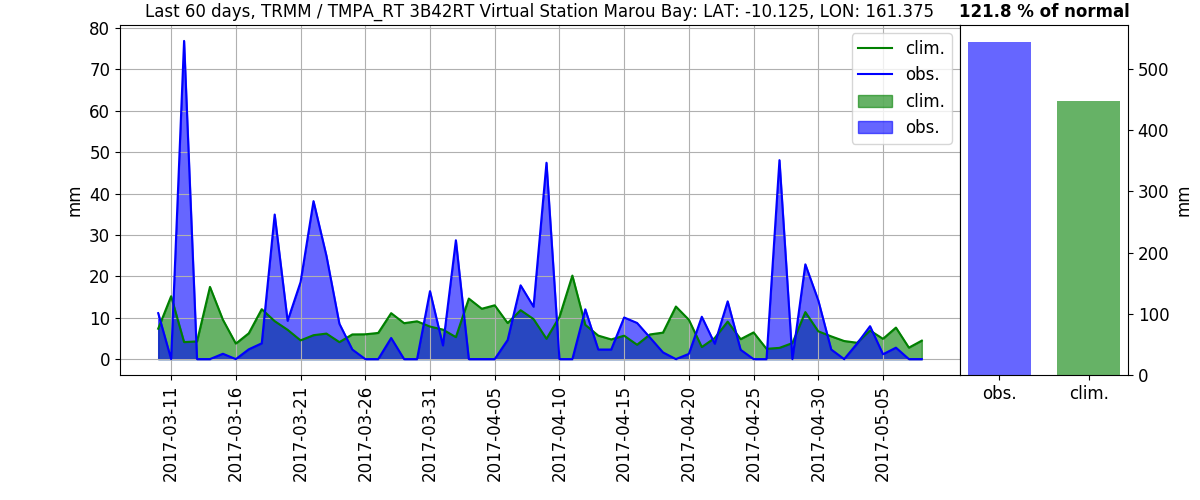 Last 60 days, TRMM / TMPA_RT 3B42RT Virtual Station Marou Bay: LAT: -10.125, LON: 161.375
121.8 % of normal
80
70
60
50
40
30
20
10
0
mm
clim.
obs.
clim.
obs.
2017-03-11
2017-03-16
2017-03-21
2017-03-26
2017-03-31
2017-04-05
2017-04-10
2017-04-15
2017-04-20
2017-04-25
2017-04-30
2017-05-05
500
400
300
200
100
0
mm
obs.
clim.